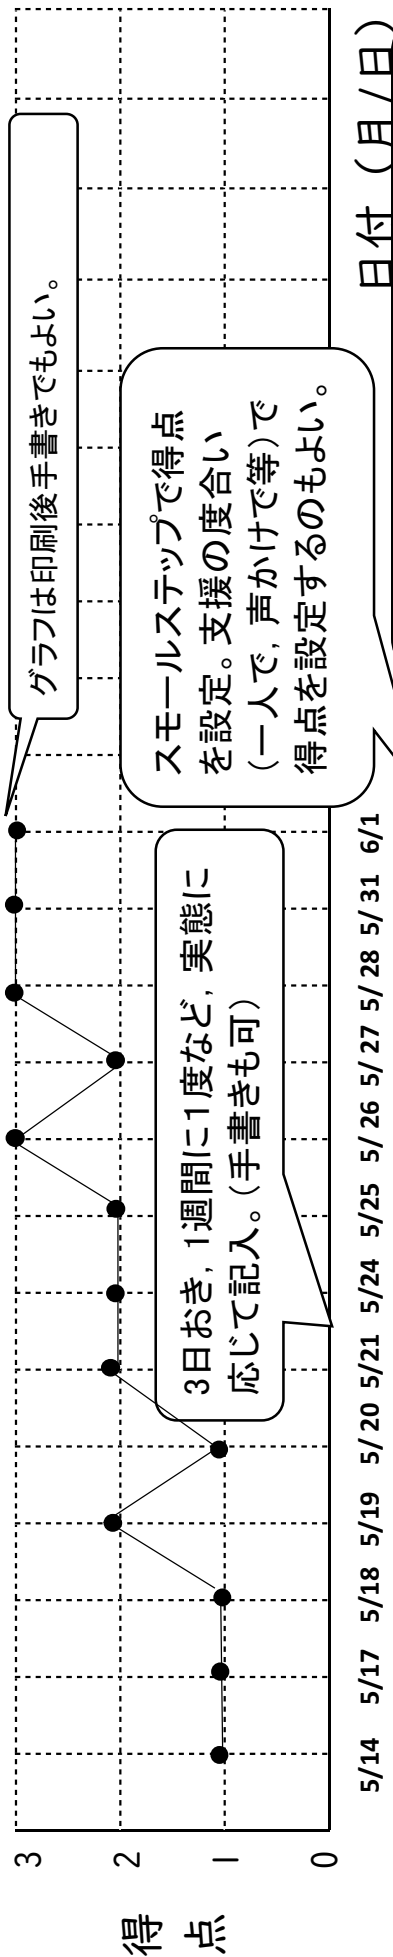 得点
3
2
1
0
グラフは印刷後手書きでもよい。
スモールステップで得点
を設定。支援の度合い
(一人で，声かけで等)で
得点を設定するのもよい。
3日おき，1週間に1度など，実態に
応じて記入。(手書きも可)
5/14 5/17 5/18 5/19 5/20 5/21 5/24 5/25 5/26 5/27 5/28 5/31 6/1
日付（月/日）